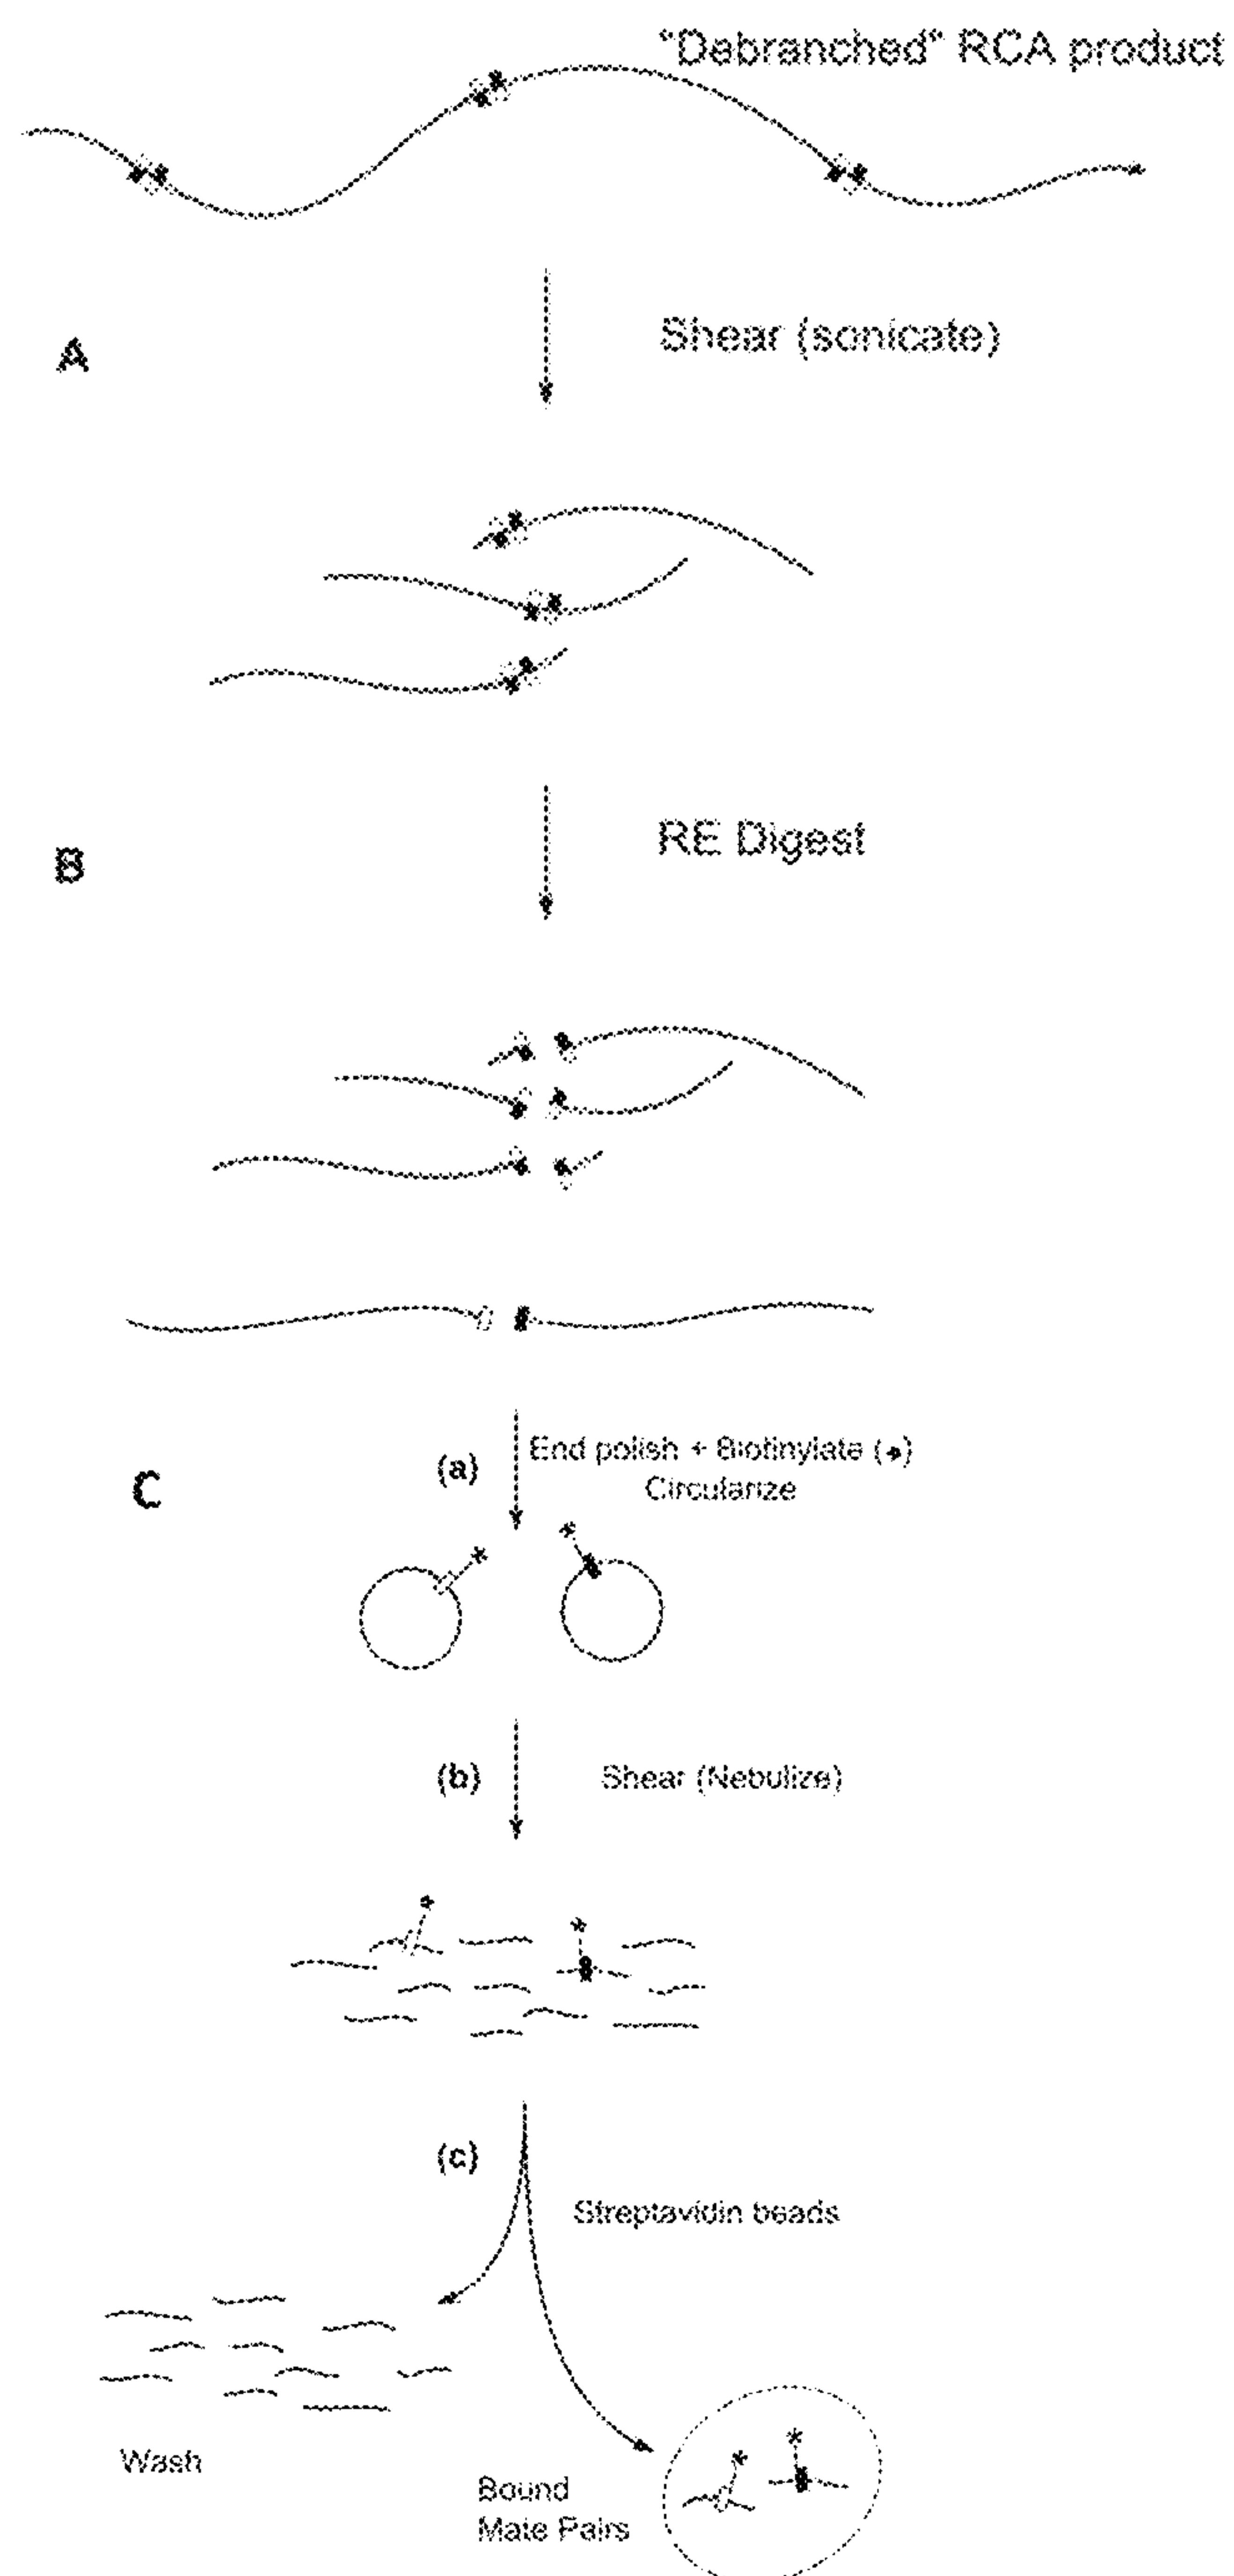 "Debranched" RCA product
A
Shear (sonicate)
B
RE Digest
C
(a)
End polish + Biotinylate (*)
Circularize
(b)
Shear (Nebulize)
(c)
Streptavidin beads
Wash
Bound
Mate Pairs